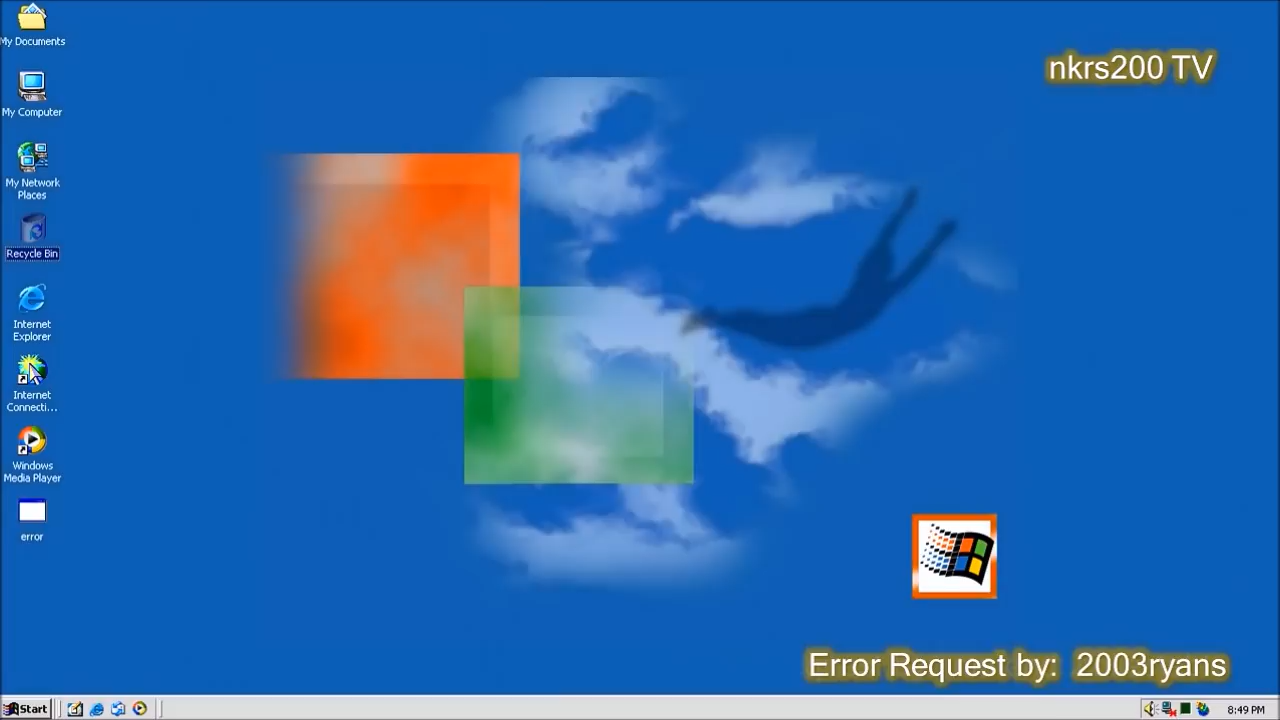 My Documents
My Computer
My Network
Places
Recycle Bin
Internet
Explorer
Internet
Connecti...
Windows
Media Player
error
nkrs200 TV
Error Request by: 2003ryans
Start
8:49 PM